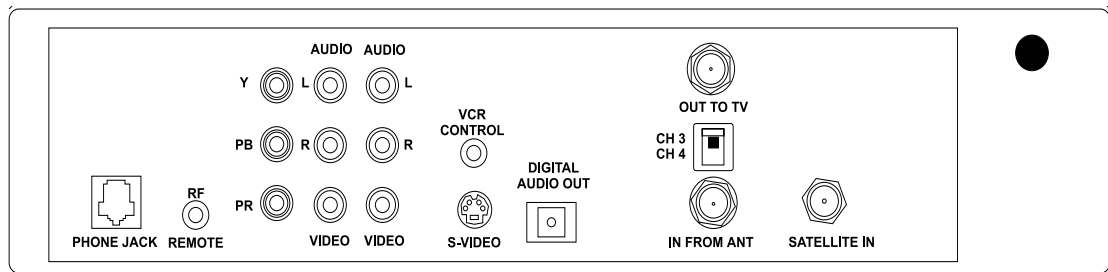 AUDIO AUDIO
Y L L
OUT TO TV
VCR
CONTROL
CH 3
CH 4
PB R R
DIGITAL
AUDIO OUT
RF
PR
PHONE JACK REMOTE VIDEO VIDEO S-VIDEO IN FROM ANT SATELLITE IN